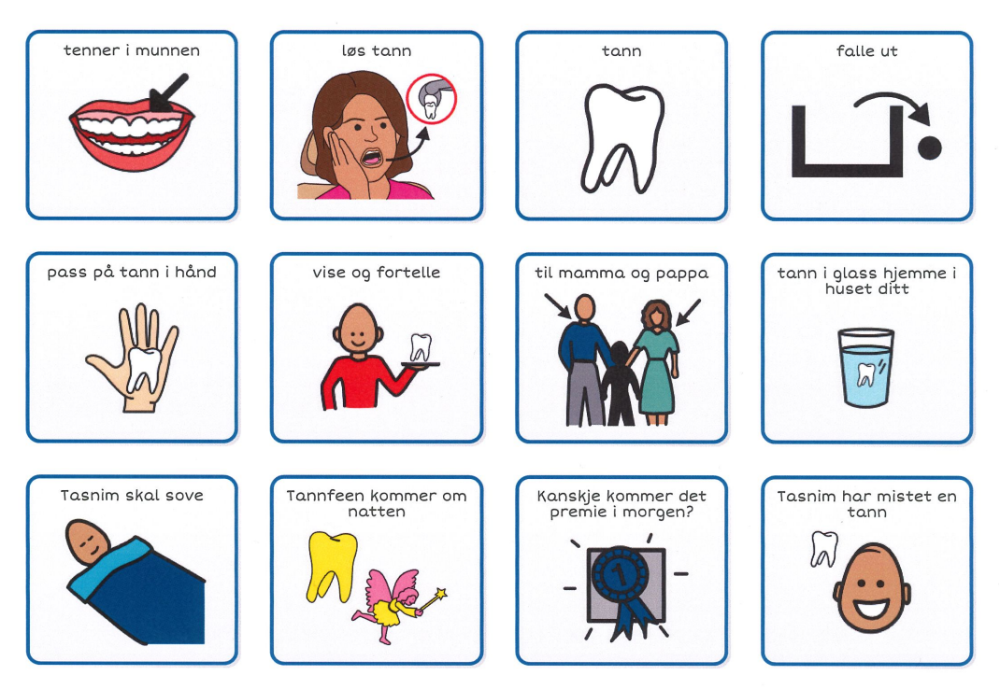 tenner i munnen
løs tann
tann
falle ut
pass på tann i hånd
vise og fortelle
til mamma og pappa
tann i glass hjemme i
huset ditt
Tasnim skal sove
Tannfeen kommer om
natten
Kanskje kommer det
premie i morgen?
1
Tasnim har mistet en
tann